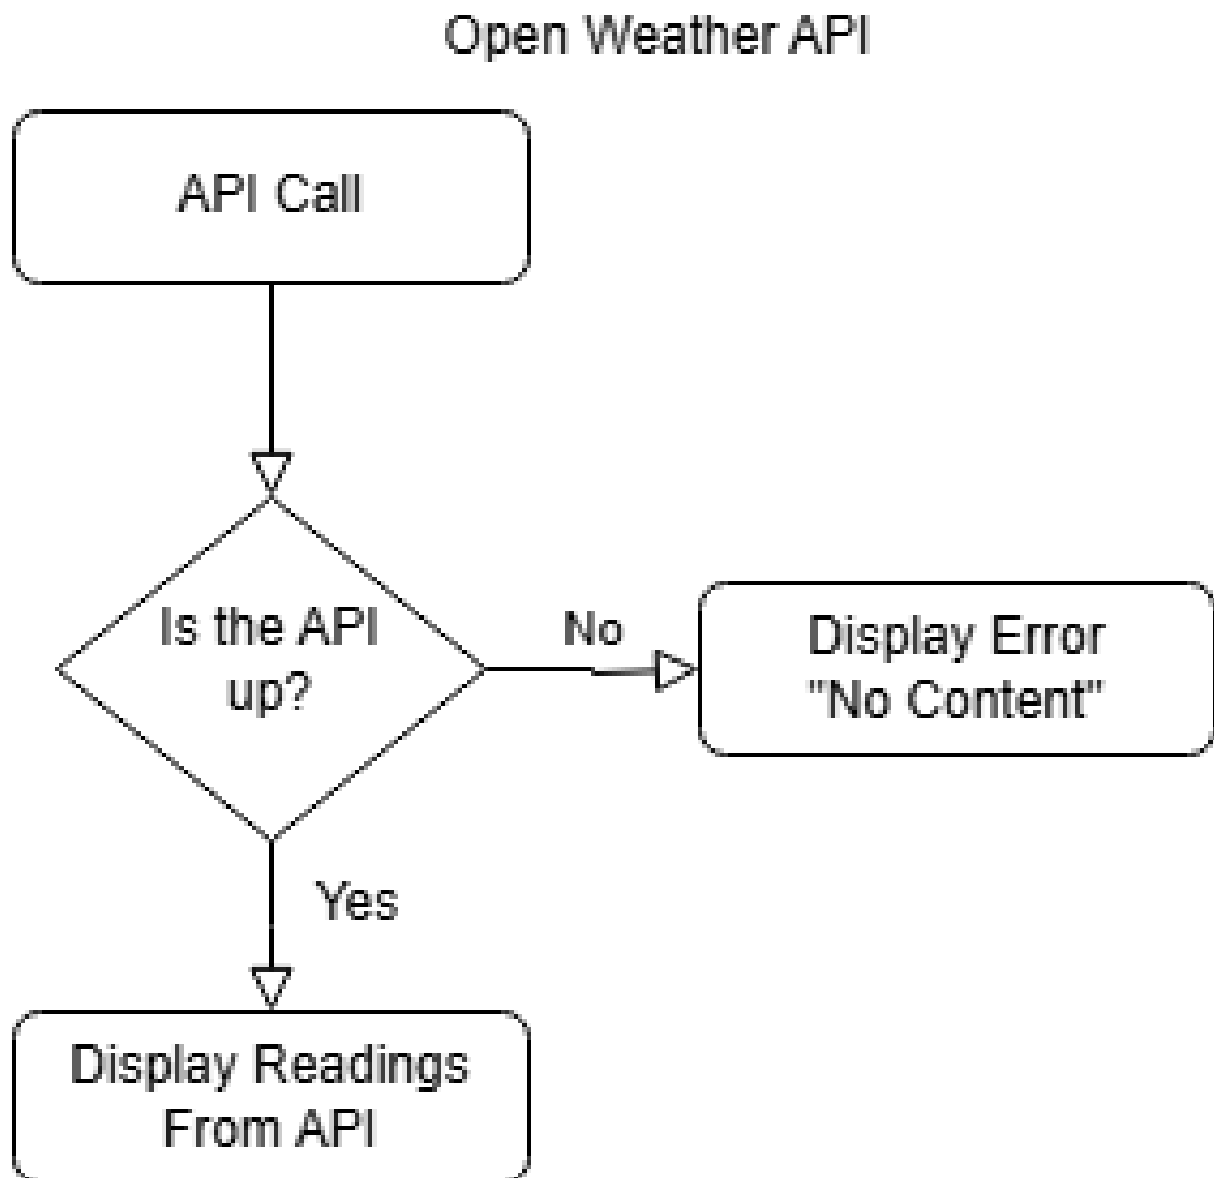 Open Weather API
API Call
Is the API
up?
No
Display Error
"No Content"
Yes
Display Readings
From API